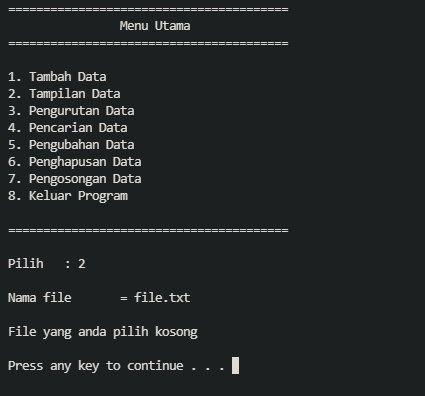 ========================================
Menu Utama
========================================
1. Tambah Data
2. Tampilan Data
3. Pengurutan Data
4. Pencarian Data
5. Pengubahan Data
6. Penghapusan Data
7. Pengosongan Data
8. Keluar Program
========================================
Pilih   : 2
Nama file       = file.txt
File yang anda pilih kosong
Press any key to continue . . .